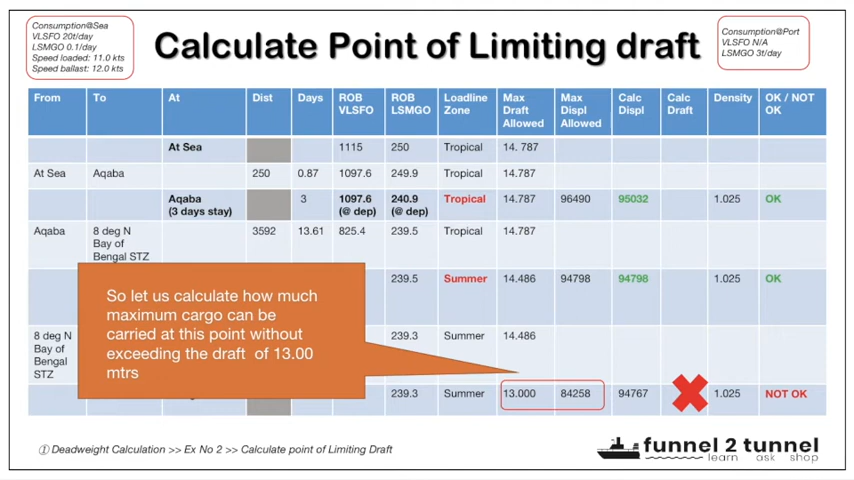 Consumption@Sea
VLSFO 20t/day
LSMGO 0.1/day
Speed loaded: 11.0 kts
Speed ballast: 12.0 kts
Calculate Point of Limiting draft
Consumption@Port
VLSFO N/A
LSMGO 3t/day
From To At Dist Days ROB VLSFO ROB LSMGO Loadline Zone Max Draft Allowed Max Displ Allowed Calc Displ Calc Draft Density OK / NOT OK
At Sea 1115 250 Tropical 14. 787
At Sea Aqaba 250 0.87 1097.6 249.9 Tropical 14.787
Aqaba (3 days stay) 3 1097.6 (@ dep) 240.9 (@ dep) Tropical 14.787 96490 95032 1.025 OK
Aqaba 8 deg N Bay of Bengal STZ 3592 13.61 825.4 239.5 Tropical 14.787
239.5 Summer 14.486 94798 94798 1.025 OK
8 deg N Bay of Bengal STZ 239.3 Summer 14.486
239.3 Summer 13.000 84258 94767 1.025 NOT OK
So let us calculate how much
maximum cargo can be
carried at this point without
exceeding the draft of 13.00
mtrs
① Deadweight Calculation >> Ex No 2 >> Calculate point of Limiting Draft
funnel 2 tunnel
learn ask shop